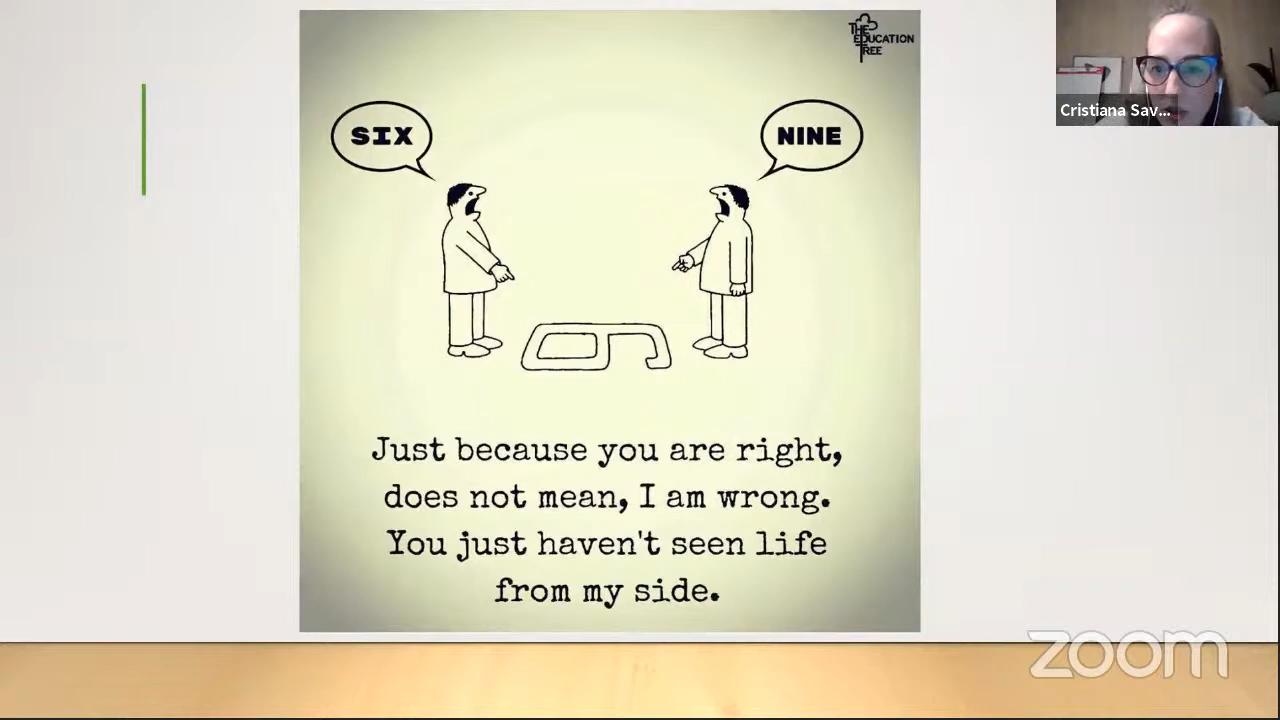 THE
EDUCATION
TREE
Cristiana Sav...
SIX
NINE
Just because you are right,
does not mean, I am wrong.
You just haven't seen life
from my side.
zoom